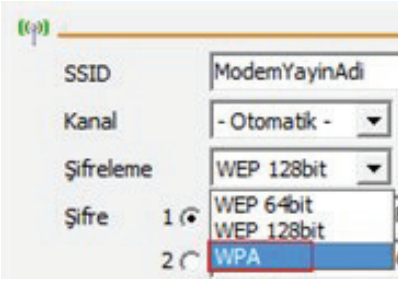 SSID ModemYayinAdi
Kanal - Otomatik -
Şifreleme WEP 128bit
Şifre 1 WEP 64bit
WEP 128bit
2 WPA